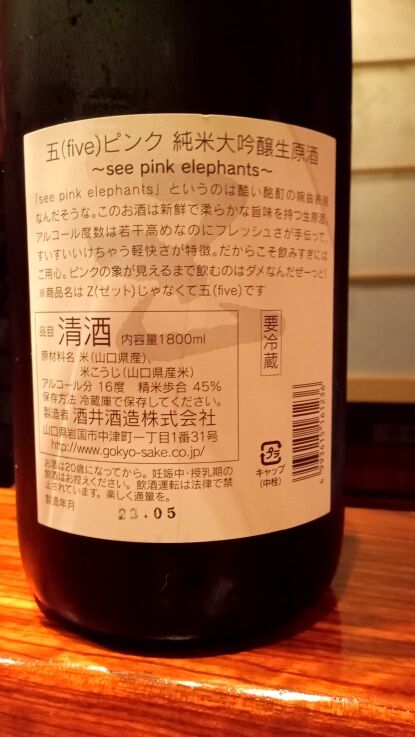 五(five)ピンク 純米大吟醸生原酒
～see pink elephants～
「see pink elephants」というのは酷い酩酊の婉曲表現
なんだそうな。このお酒は新鮮で柔らかな旨味を持つ生原酒。
アルコール度数は若干高めなのにフレッシュさが手伝って、
すいすいいけちゃう軽快さが特徴。だからこそ飲みすぎには
ご用心。ピンクの象が見えるまで飲むのはダメなんだぜーっと!!
※商品名は Z(ゼット)じゃなくて五(five)です
品目 清酒 内容量1800ml
原材料名 米(山口県産)、
米こうじ(山口県産米)
アルコール分 16度 精米歩合 45%
保存方法 冷蔵庫で保存してください。
製造者 酒井酒造株式会社
山口県岩国市中津町一丁目1番31号
http://www.gokyo-sake.co.jp/
要冷蔵
お酒は20歳になってから。妊娠中・授乳期の
飲酒はお控えください。飲酒運転は法律で禁
止されています。楽しく適量を。
製造年月
23.05
キャップ
(中栓)
4993415161236